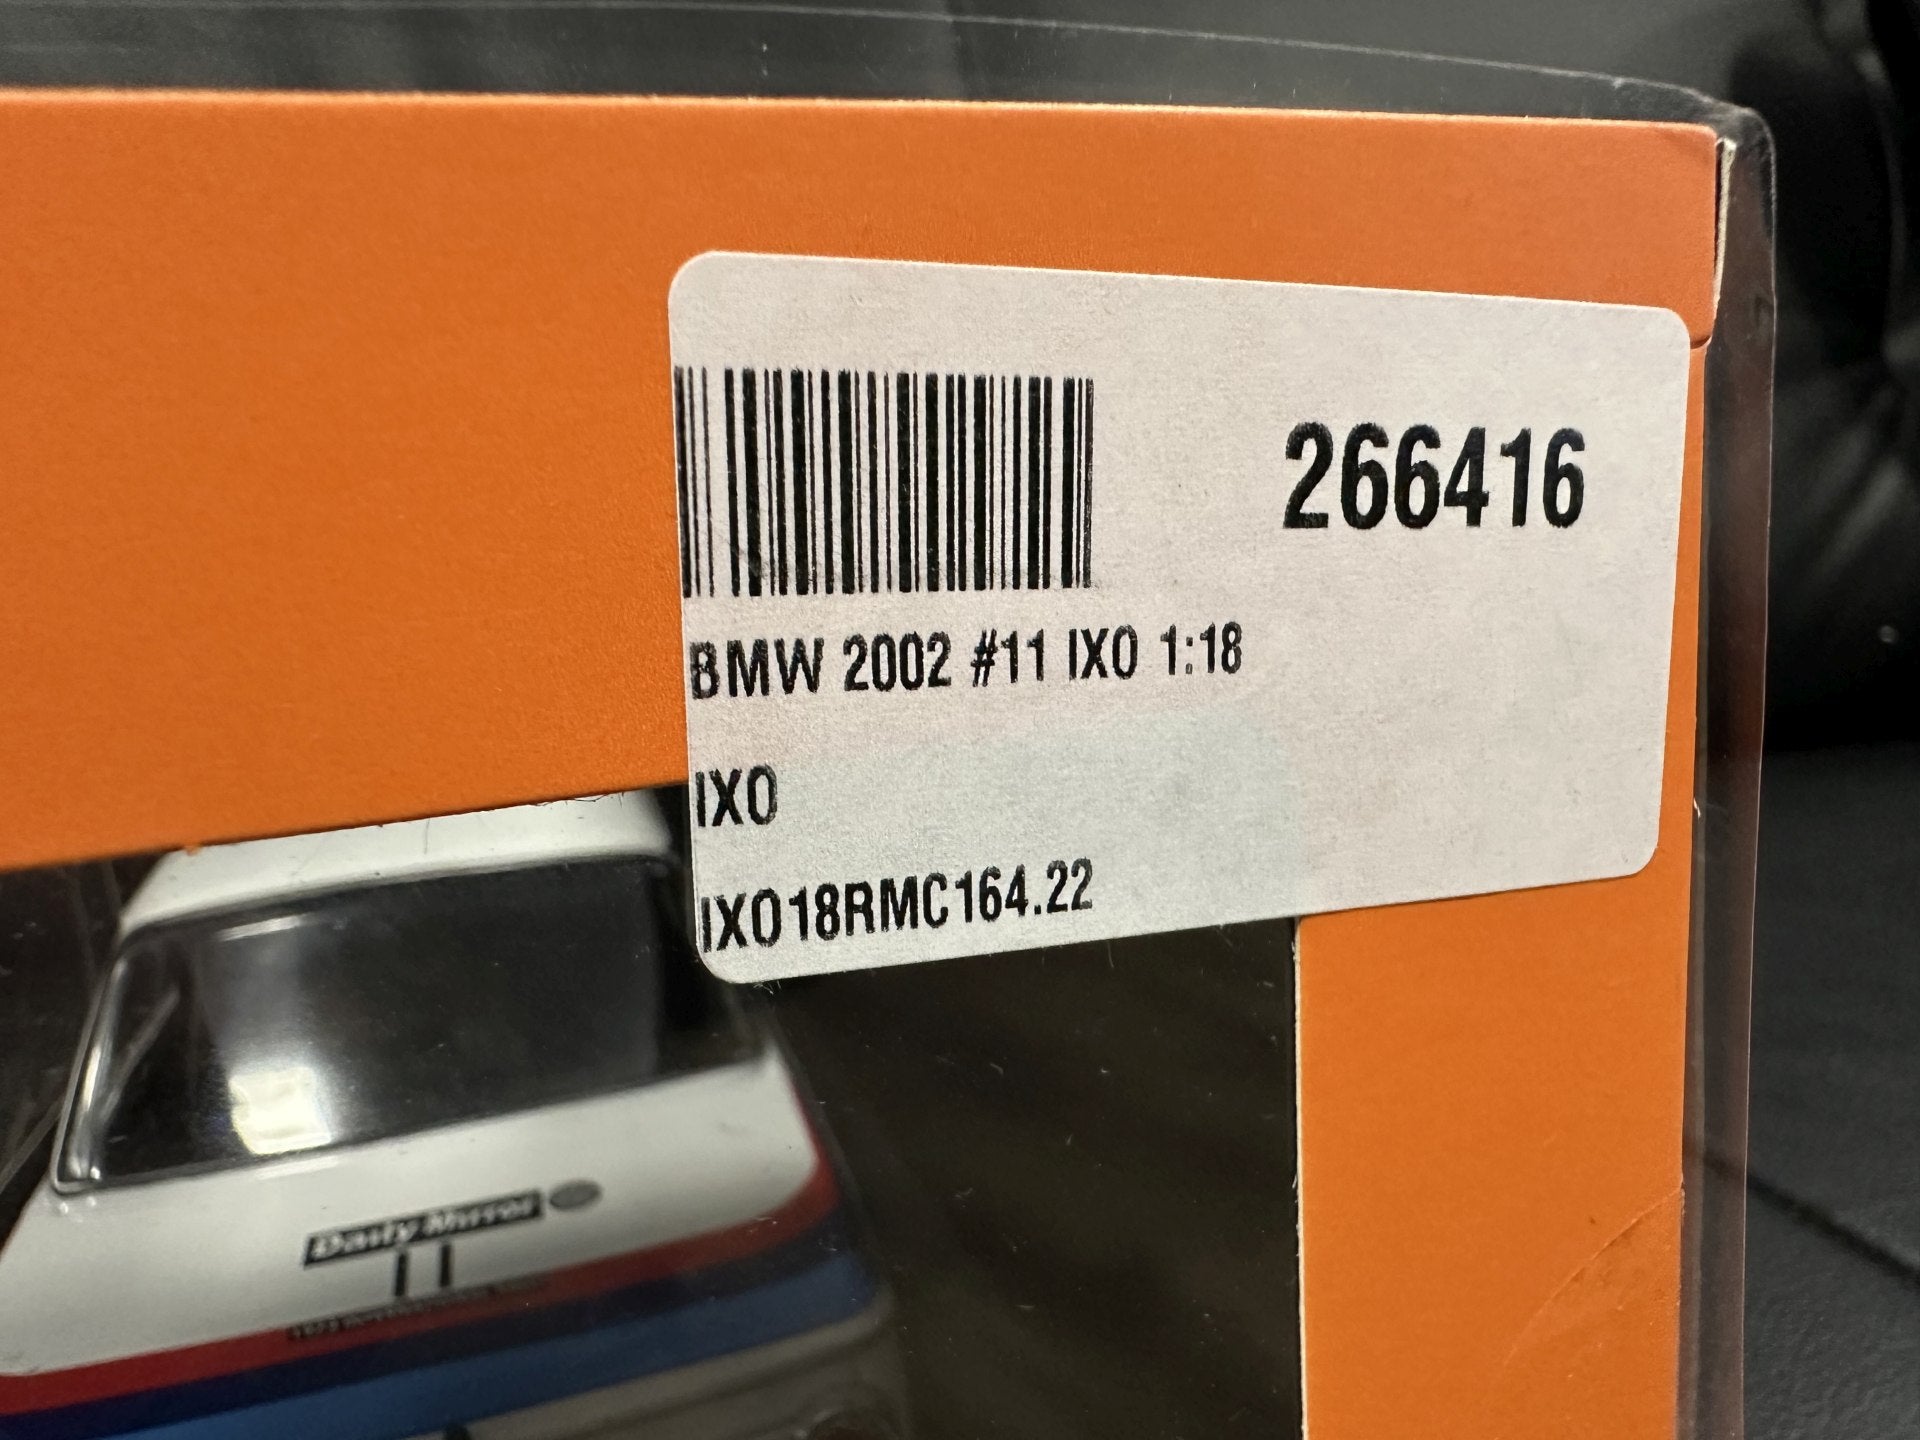 266416
BMW 2002 #11 IXO 1:18
IXO
IXO18RMC164.22
Daily Mirror
11